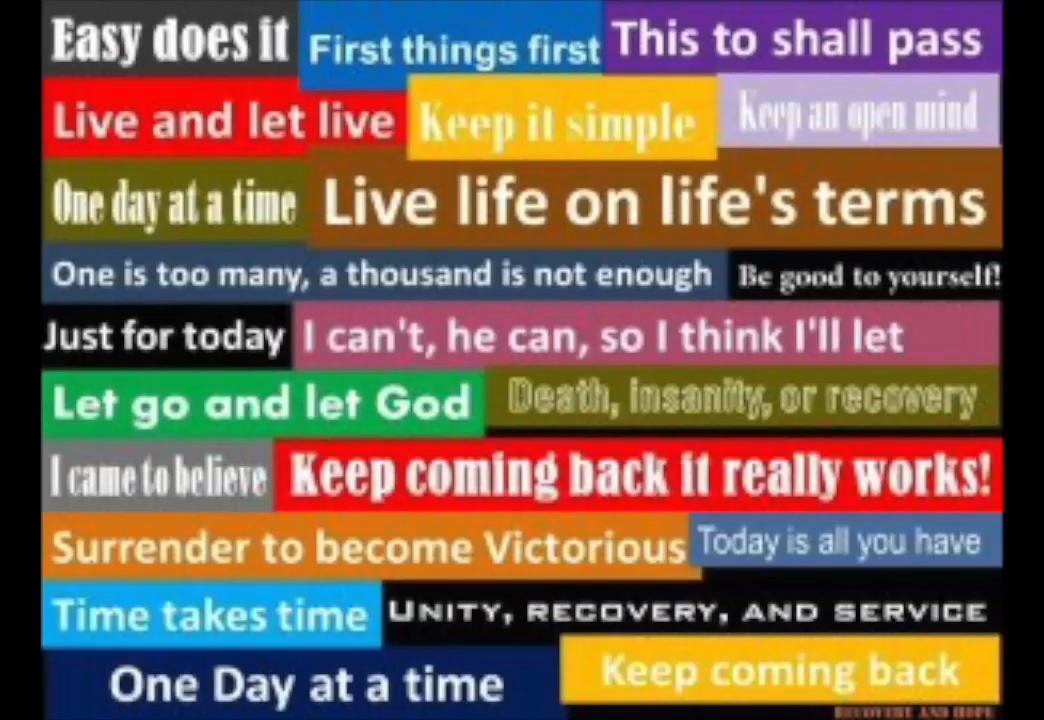 Easy does it
First things first
This to shall pass
Live and let live
Keep it simple
Keep an open mind
One day at a time
Live life on life's terms
One is too many, a thousand is not enough
Be good to yourself!
Just for today
I can't, he can, so I think I'll let
Let go and let God
Death, insanity, or recovery
I came to believe
Keep coming back it really works!
Surrender to become Victorious
Today is all you have
Time takes time
UNITY, RECOVERY, AND SERVICE
One Day at a time
Keep coming back
RECOVERY AND HOPE